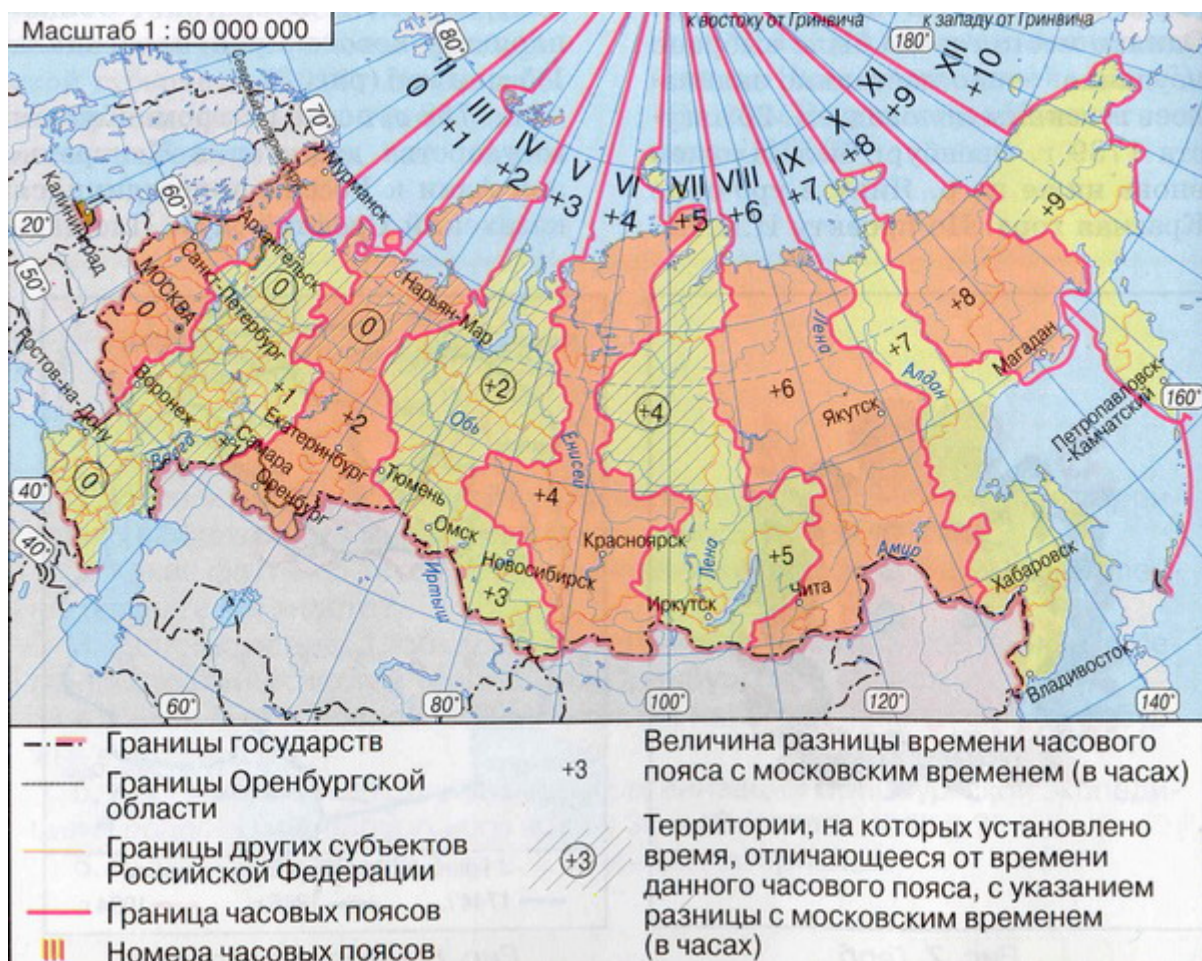 Масштаб 1 : 60 000 000
к востоку от Гринвича
к западу от Гринвича
180°
80°
70°
60°
20°
50°
II
0
III
+1
IV
+2
V
+3
VI
+4
VII
+5
VIII
+6
IX
+7
X
+8
XI
+9
XII
+10
Мурманск
Калининград
Архангельск
Санкт-Петербург
МОСКВА
0
0
0
Нарьян-Мар
+9
+8
+7
Магадан
Алдан
Лена
Якутск
+6
+4
+2
Обь
Енисей
Петропавловск-
-Камчатский
160°
Ростов-на-Дону
Воронеж
+1
+2
Екатеринбург
Самара
Оренбург
0
Тюмень
Омск
Новосибирск
+3
+4
Красноярск
Иркутск
Лена
+5
Чита
Хабаровск
Владивосток
Иртыш
40°
40°
60°
80°
100°
120°
140°
Границы государств
Границы Оренбургской
области
Границы других субъектов
Российской Федерации
Граница часовых поясов
III
Номера часовых поясов
+3
Величина разницы времени часового
пояса с московским временем (в часах)
+3
Территории, на которых установлено
время, отличающееся от времени
данного часового пояса, с указанием
разницы с московским временем
(в часах)